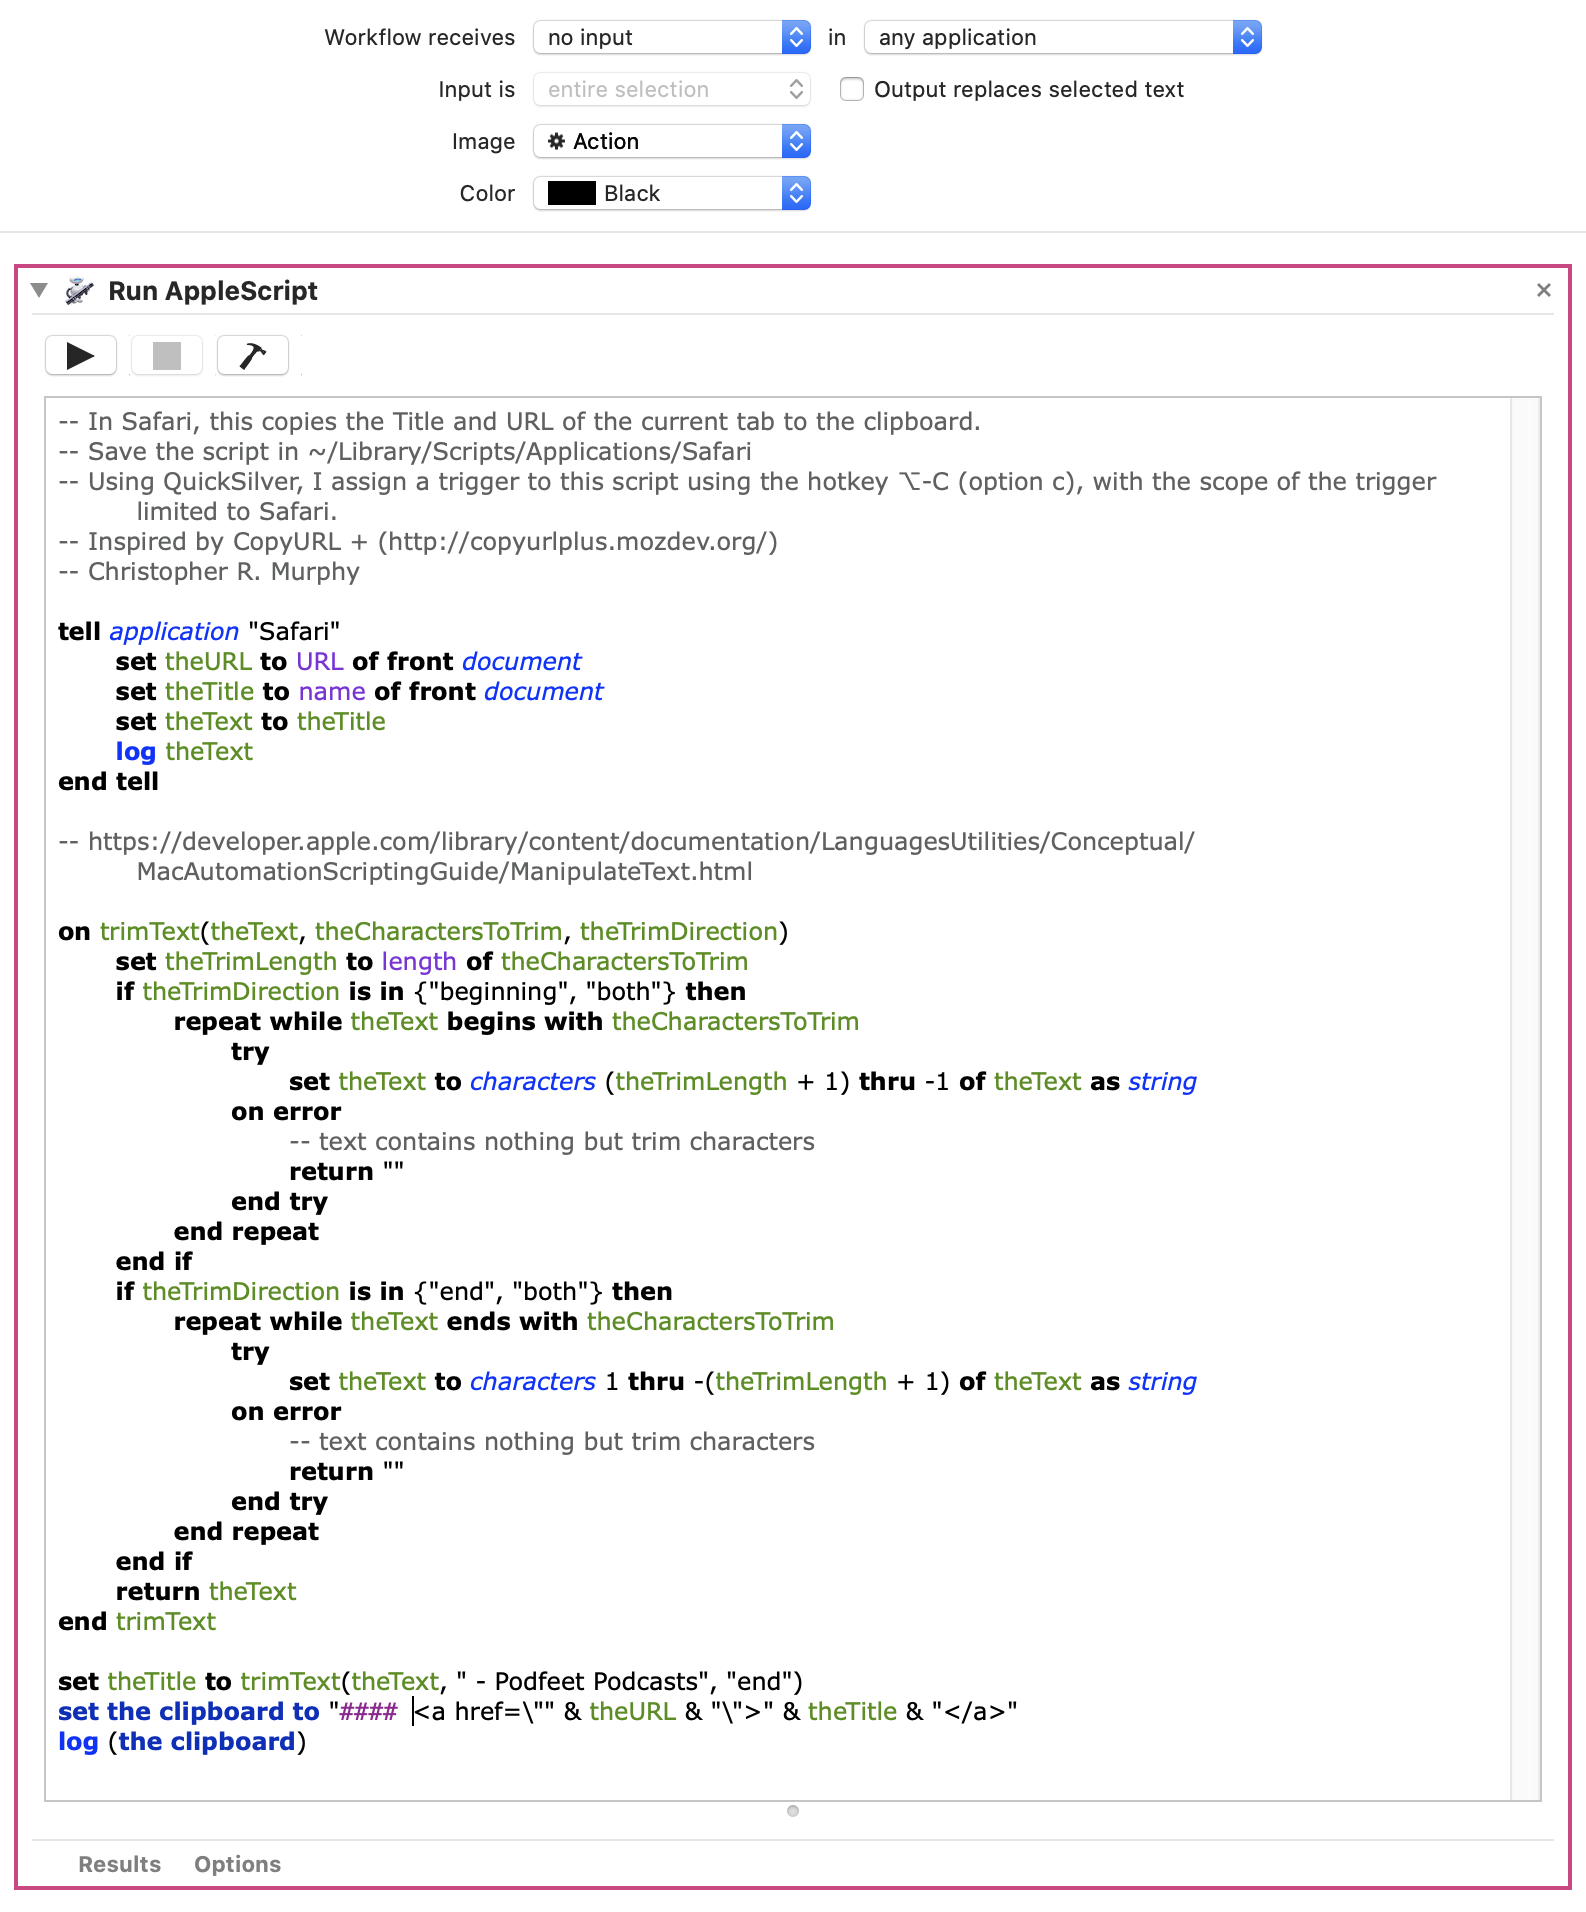 Workflow receives no input in any application
Input is entire selection Output replaces selected text
Image Action
Color Black
Run AppleScript
-- In Safari, this copies the Title and URL of the current tab to the clipboard.
-- Save the script in ~/Library/Scripts/Applications/Safari
-- Using QuickSilver, I assign a trigger to this script using the hotkey ⌥-C (option c), with the scope of the trigger
limited to Safari.
-- Inspired by CopyURL + (http://copyurlplus.mozdev.org/)
-- Christopher R. Murphy
tell application "Safari"
set theURL to URL of front document
set theTitle to name of front document
set theText to theTitle
log theText
end tell
-- https://developer.apple.com/library/content/documentation/LanguagesUtilities/Conceptual/
MacAutomationScriptingGuide/ManipulateText.html
on trimText(theText, theCharactersToTrim, theTrimDirection)
set theTrimLength to length of theCharactersToTrim
if theTrimDirection is in {"beginning", "both"} then
repeat while theText begins with theCharactersToTrim
try
set theText to characters (theTrimLength + 1) thru -1 of theText as string
on error
-- text contains nothing but trim characters
return ""
end try
end repeat
end if
if theTrimDirection is in {"end", "both"} then
repeat while theText ends with theCharactersToTrim
try
set theText to characters 1 thru -(theTrimLength + 1) of theText as string
on error
-- text contains nothing but trim characters
return ""
end try
end repeat
end if
return theText
end trimText
set theTitle to trimText(theText, " - Podfeet Podcasts", "end")
set the clipboard to "#### <a href=\"" & theURL & "\">" & theTitle & "</a>"
log (the clipboard)
Results Options